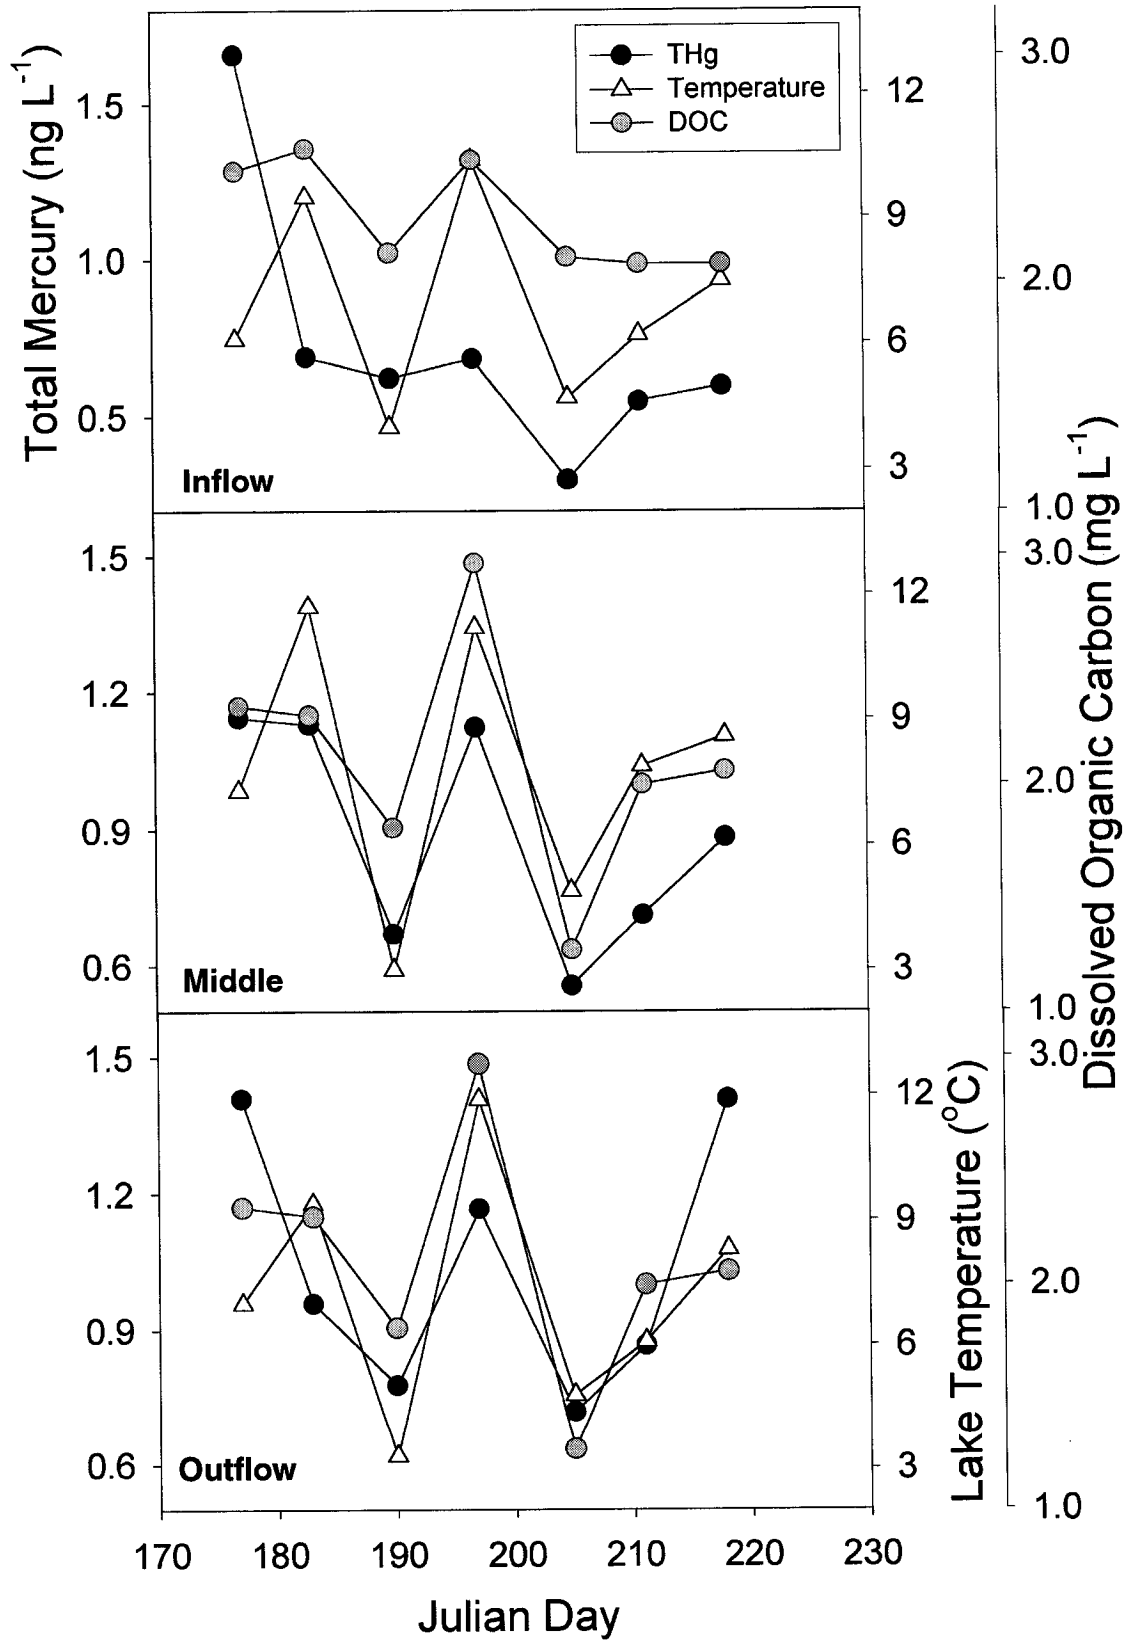 THg
Temperature
DOC
Total Mercury (ng L-1)
1.5
1.0
0.5
12
9
6
3
3.0
2.0
1.0
Inflow
1.5
1.2
0.9
0.6
12
9
6
3
3.0
2.0
1.0
Middle
Dissolved Organic Carbon (mg L-1)
1.5
1.2
0.9
0.6
12
9
6
3
3.0
2.0
1.0
Outflow
Lake Temperature (oC)
170 180 190 200 210 220 230
Julian Day